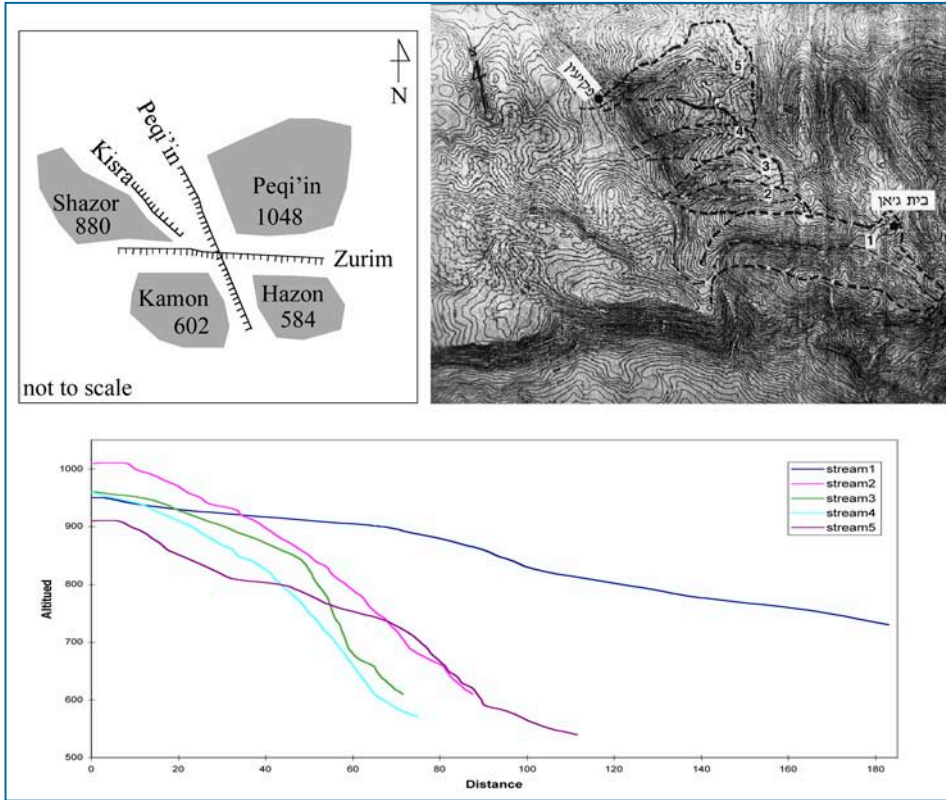 N
Peqi'in
Kisra
Shazor
880
Peqi'in
1048
Zurim
Kamon
602
Hazon
584
not to scale
פקיעין
5
4
3
2
בית ג'אן
1
1000
900
800
700
600
500
Altitued
0 20 40 60 80 100 120 140 160 180
Distance
stream1
stream2
stream3
stream4
stream5